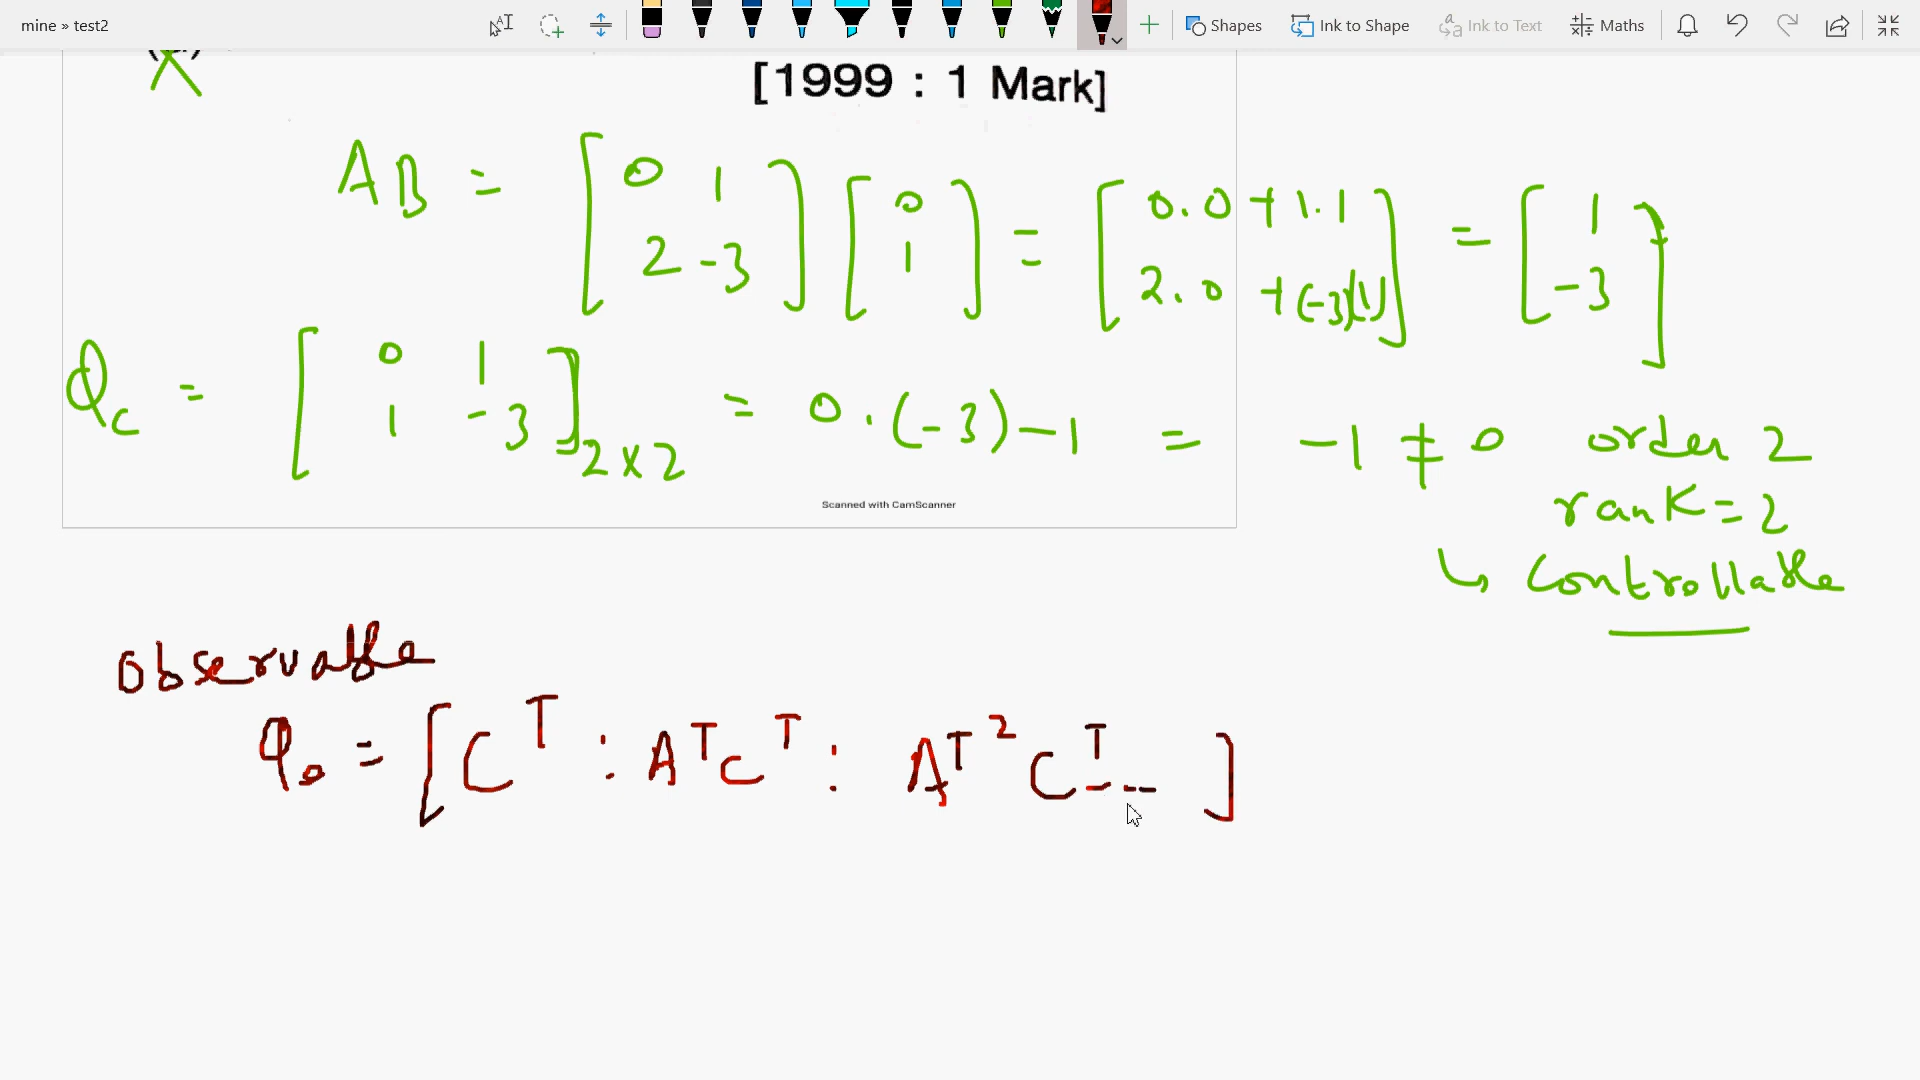 mine » test2
Shapes Ink to Shape Ink to Text Maths
[1999 : 1 Mark]
AB = [0 1 2 -3] [0 1] = [0.0+1.1 2.0+(-3)(1)] = [1 -3]
Qc = [0 1 1 -3]2x2 = 0.(-3)-1 = -1 ≠ 0 order 2
rank=2
↳ Controllable
Scanned with CamScanner
Observable
Qo = [C^T : A^T C^T : A^T^2 C^T --- ]